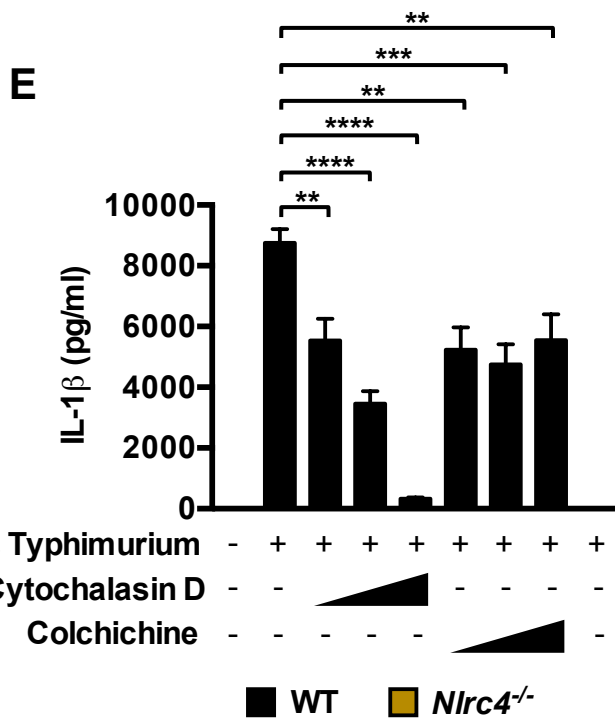 E
**
***
**
****
****
**
IL-1β (pg/ml)
10000
8000
6000
4000
2000
0
Typhimurium - + + + + + + + +
Cytochalasin D - - - - - -
Colchichine - - - - - -
WT Nlrc4-/-